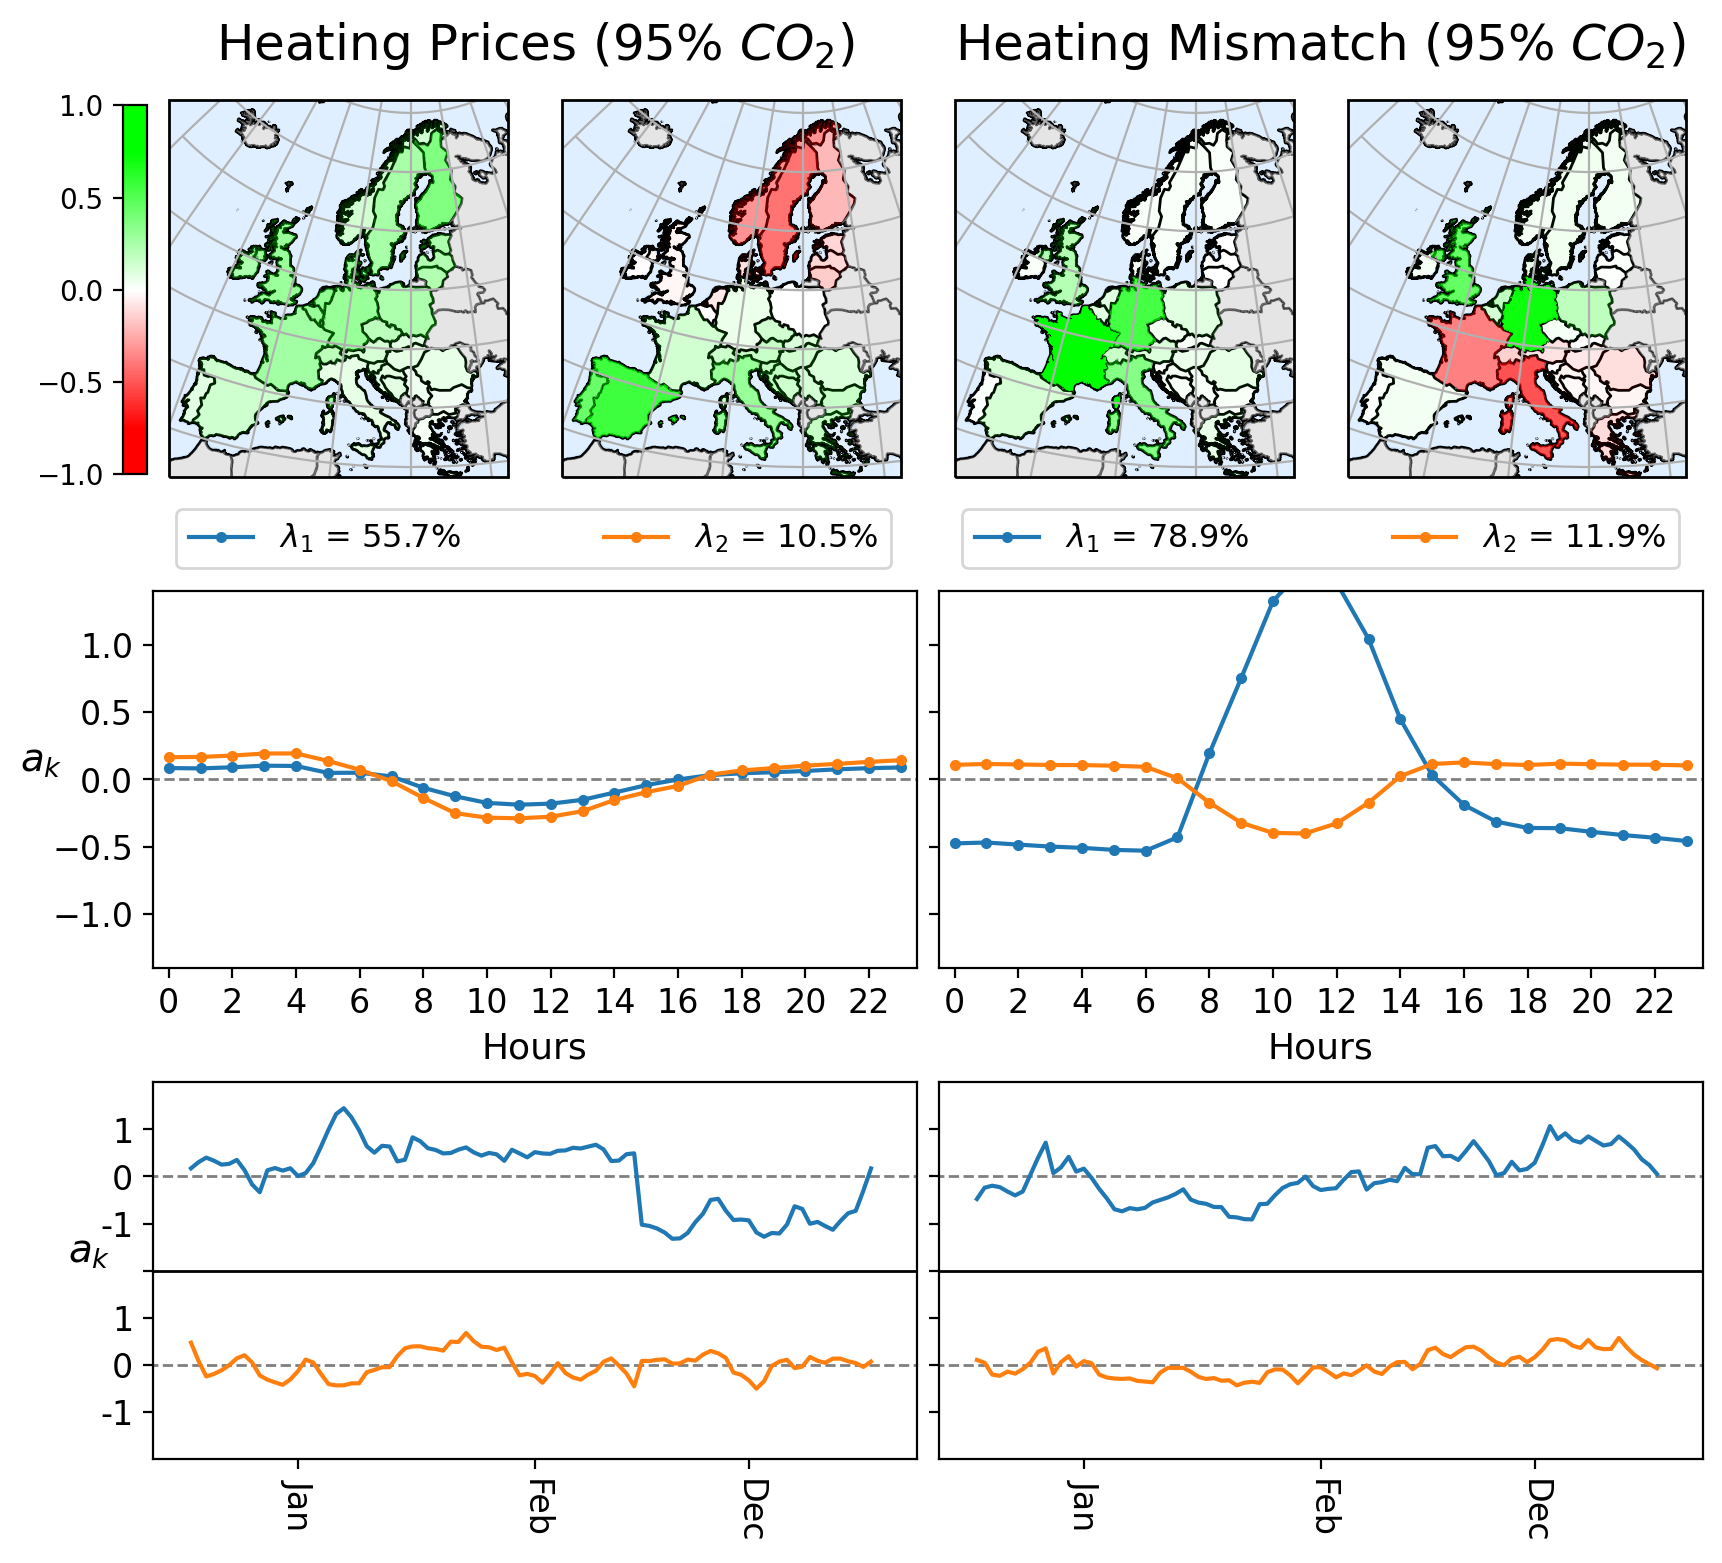 Heating Prices (95% CO₂)
Heating Mismatch (95% CO₂)
1.0
0.5
0.0
−0.5
−1.0
λ₁ = 55.7%
λ₂ = 10.5%
λ₁ = 78.9%
λ₂ = 11.9%
1.0
0.5
0.0
−0.5
−1.0
aₖ
0 2 4 6 8 10 12 14 16 18 20 22
Hours
0 2 4 6 8 10 12 14 16 18 20 22
Hours
1
0
-1
aₖ
1
0
-1
Jan Feb Dec
Jan Feb Dec